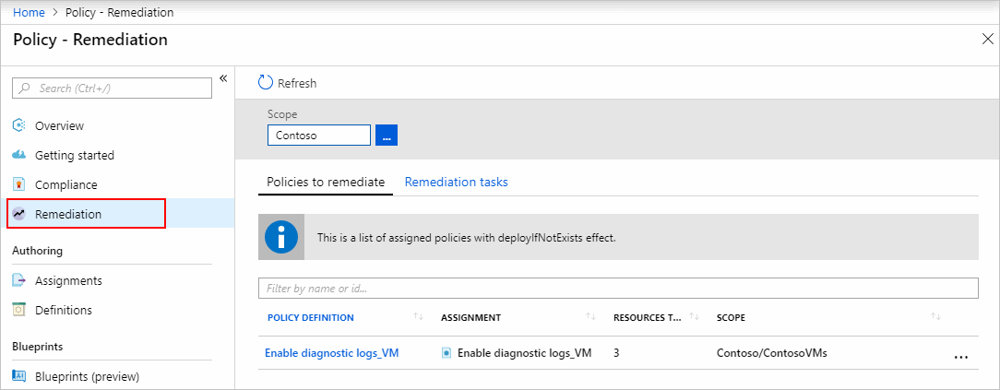 Home > Policy - Remediation
Policy - Remediation
Search (Ctrl+/)
Overview
Getting started
Compliance
Remediation
Authoring
Assignments
Definitions
Blueprints
Blueprints (preview)
Refresh
Scope
Contoso
...
Policies to remediate Remediation tasks
This is a list of assigned policies with deployIfNotExists effect.
Filter by name or id...
POLICY DEFINITION ASSIGNMENT RESOURCES T... SCOPE
Enable diagnostic logs_VM Enable diagnostic logs_VM 3 Contoso/ContosoVMs ...